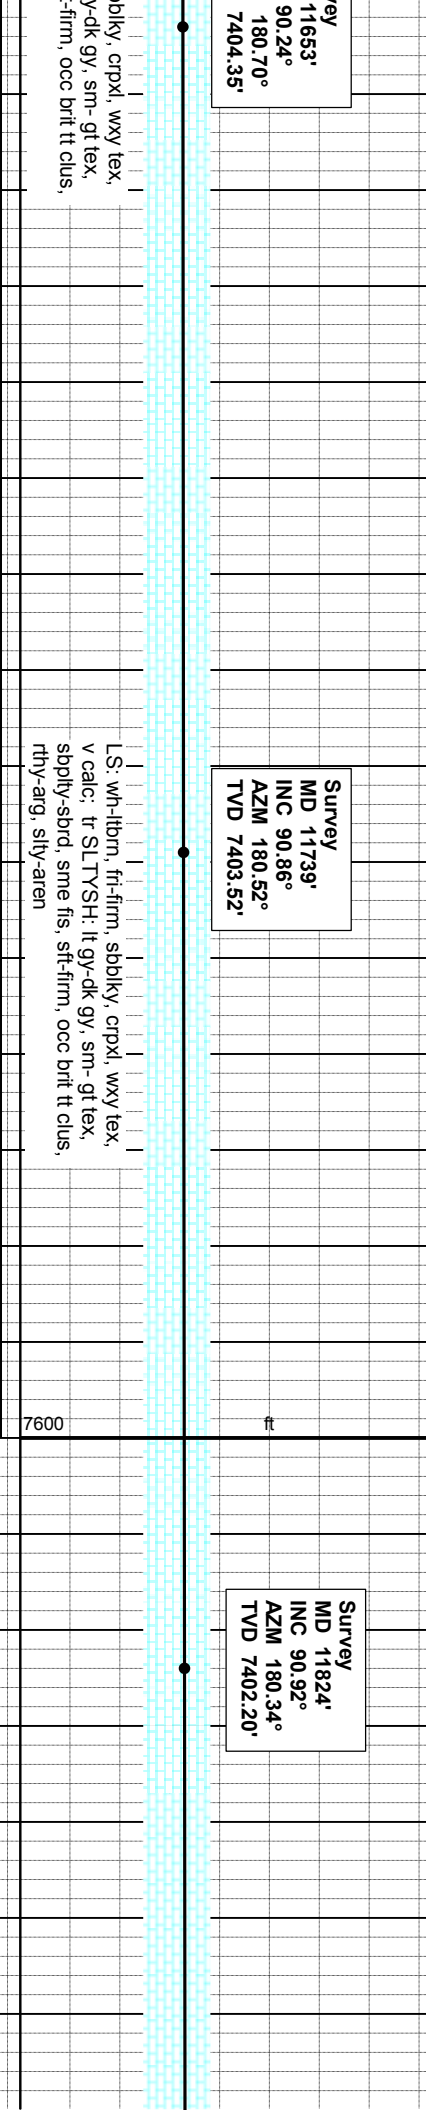 vey
11653'
90.24°
180.70°
7404.35'
bblky, crpxl, wxy tex,
y-dk gy, sm- gt tex,
-firm, occ brit tt clus,
Survey
MD 11739'
INC 90.86°
AZM 180.52°
TVD 7403.52'
LS: wh-ltbrn, fri-firm, sbblky, crpxl, wxy tex,
v calc; tr SLTYSH: lt gy-dk gy, sm- gt tex,
sbplty-sbrd, sme fis, sft-firm, occ brit tt clus,
rthy-arg, slty-aren
7600
ft
Survey
MD 11824'
INC 90.92°
AZM 180.34°
TVD 7402.20'